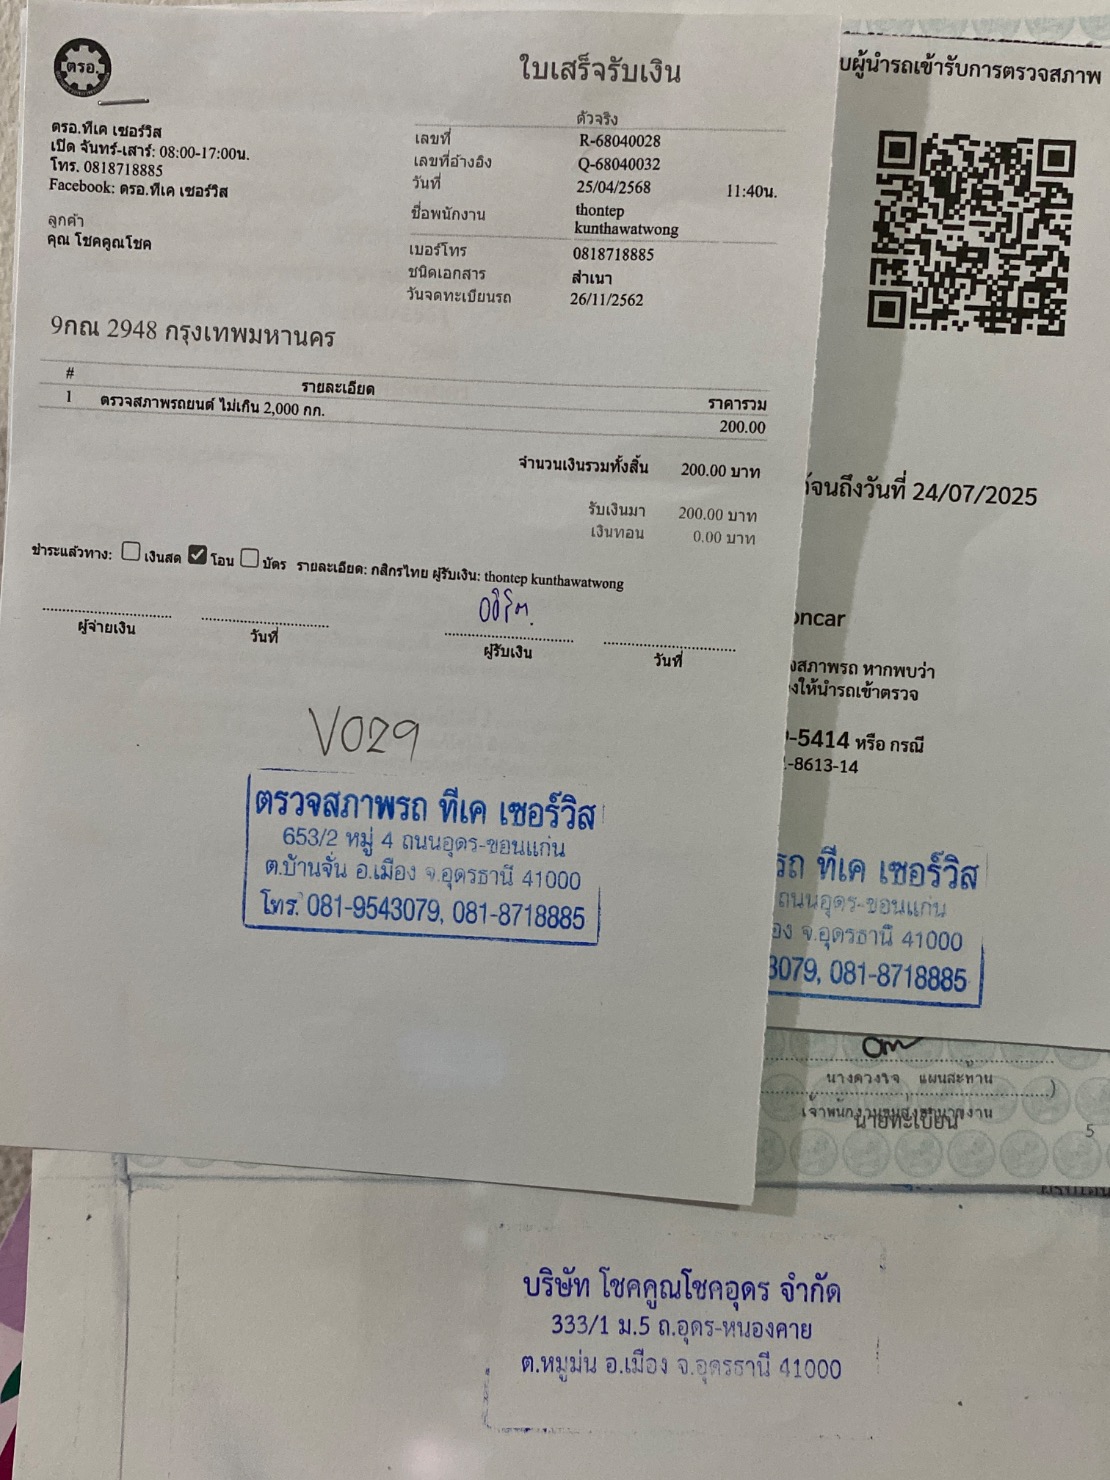 ตรอ.
ใบเสร็จรับเงิน
ตรอ.ทีเค เซอร์วิส
เปิด จันทร์-เสาร์: 08:00-17:00น.
โทร. 0818718885
Facebook: ตรอ.ทีเค เซอร์วิส
ลูกค้า
คุณ โชคคูณโชค
ตัวจริง
เลขที่ R-68040028
เลขที่อ้างอิง Q-68040032
วันที่ 25/04/2568 11:40น.
ชื่อพนักงาน thontep
kunthawatwong
เบอร์โทร 0818718885
ชนิดเอกสาร สำเนา
วันจดทะเบียนรถ 26/11/2562
9กณ 2948 กรุงเทพมหานคร
# รายละเอียด ราคารวม
1 ตรวจสภาพรถยนต์ ไม่เกิน 2,000 กก. 200.00
จำนวนเงินรวมทั้งสิ้น 200.00 บาท
รับเงินมา 200.00 บาท
เงินทอน 0.00 บาท
ชำระแล้วทาง: เงินสด โอน บัตร รายละเอียด: กสิกรไทย ผู้รับเงิน: thontep kunthawatwong
ผู้จ่ายเงิน วันที่ ผู้รับเงิน วันที่
V029
ตรวจสภาพรถ ทีเค เซอร์วิส
653/2 หมู่ 4 ถนนอุดร-ขอนแก่น
ต.บ้านจั่น อ.เมือง จ.อุดรธานี 41000
โทร. 081-9543079, 081-8718885
บผู้นำรถเข้ารับการตรวจสภาพ
จนถึงวันที่ 24/07/2025
oncar
งสภาพรถ หากพบว่า
งให้นำรถเข้าตรวจ
-5414 หรือ กรณี
-8613-14
รถ ทีเค เซอร์วิส
ถนนอุดร-ขอนแก่น
อง จ.อุดรธานี 41000
3079, 081-8718885
นางดวงใจ แผนสะท้าน
นายทะเบียน
5
บริษัท โชคคูณโชคอุดร จำกัด
333/1 ม.5 ถ.อุดร-หนองคาย
ต.หมูม่น อ.เมือง จ.อุดรธานี 41000